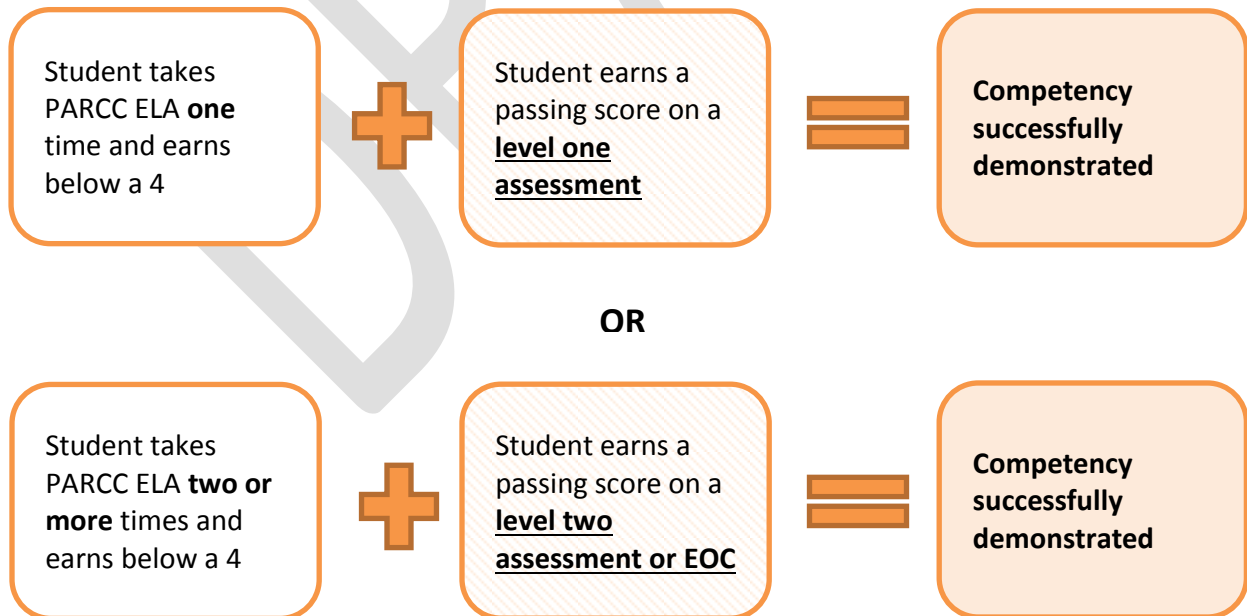 Student takes
PARCC ELA one
time and earns
below a 4
Student earns a
passing score on a
level one
assessment
Competency
successfully
demonstrated
OR
Student takes
PARCC ELA two or
more times and
earns below a 4
Student earns a
passing score on a
level two
assessment or EOC
Competency
successfully
demonstrated